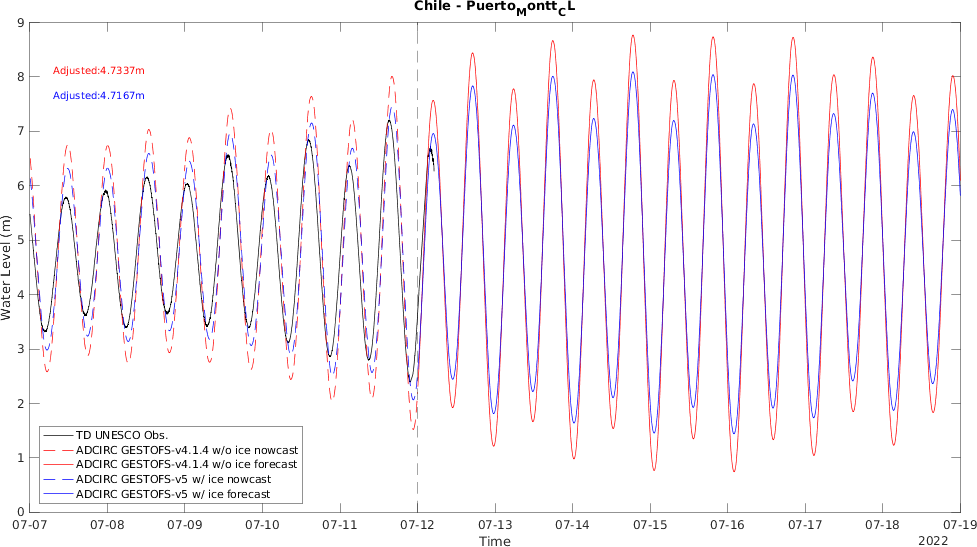 Chile - Puerto_Montt_CL
9
8
7
6
5
4
3
2
1
0
Water Level (m)
Adjusted:4.7337m
Adjusted:4.7167m
TD UNESCO Obs.
ADCIRC GESTOFS-v4.1.4 w/o ice nowcast
ADCIRC GESTOFS-v4.1.4 w/o ice forecast
ADCIRC GESTOFS-v5 w/ ice nowcast
ADCIRC GESTOFS-v5 w/ ice forecast
07-07 07-08 07-09 07-10 07-11 07-12 07-13 07-14 07-15 07-16 07-17 07-18 07-19
Time
2022